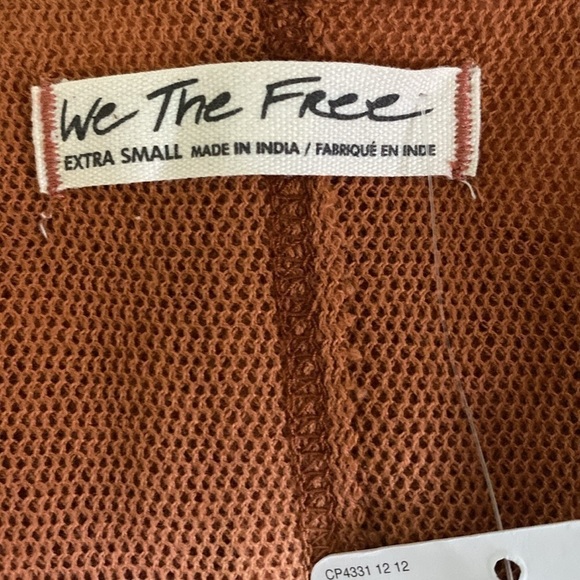 We The Free
EXTRA SMALL MADE IN INDIA / FABRIQUÉ EN INDE
CP4331 12 12